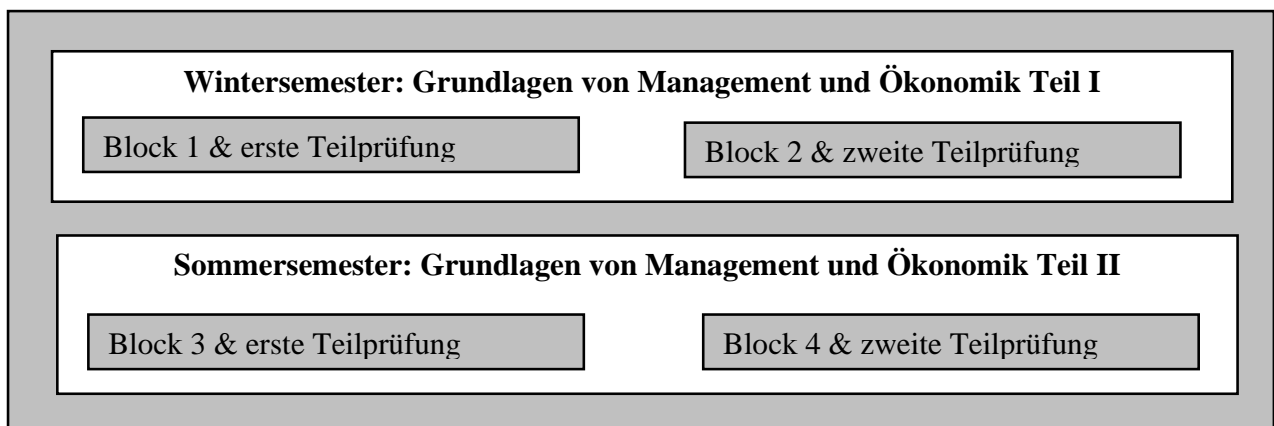 Wintersemester: Grundlagen von Management und Ökonomik Teil I
Block 1 & erste Teilprüfung
Block 2 & zweite Teilprüfung
Sommersemester: Grundlagen von Management und Ökonomik Teil II
Block 3 & erste Teilprüfung
Block 4 & zweite Teilprüfung